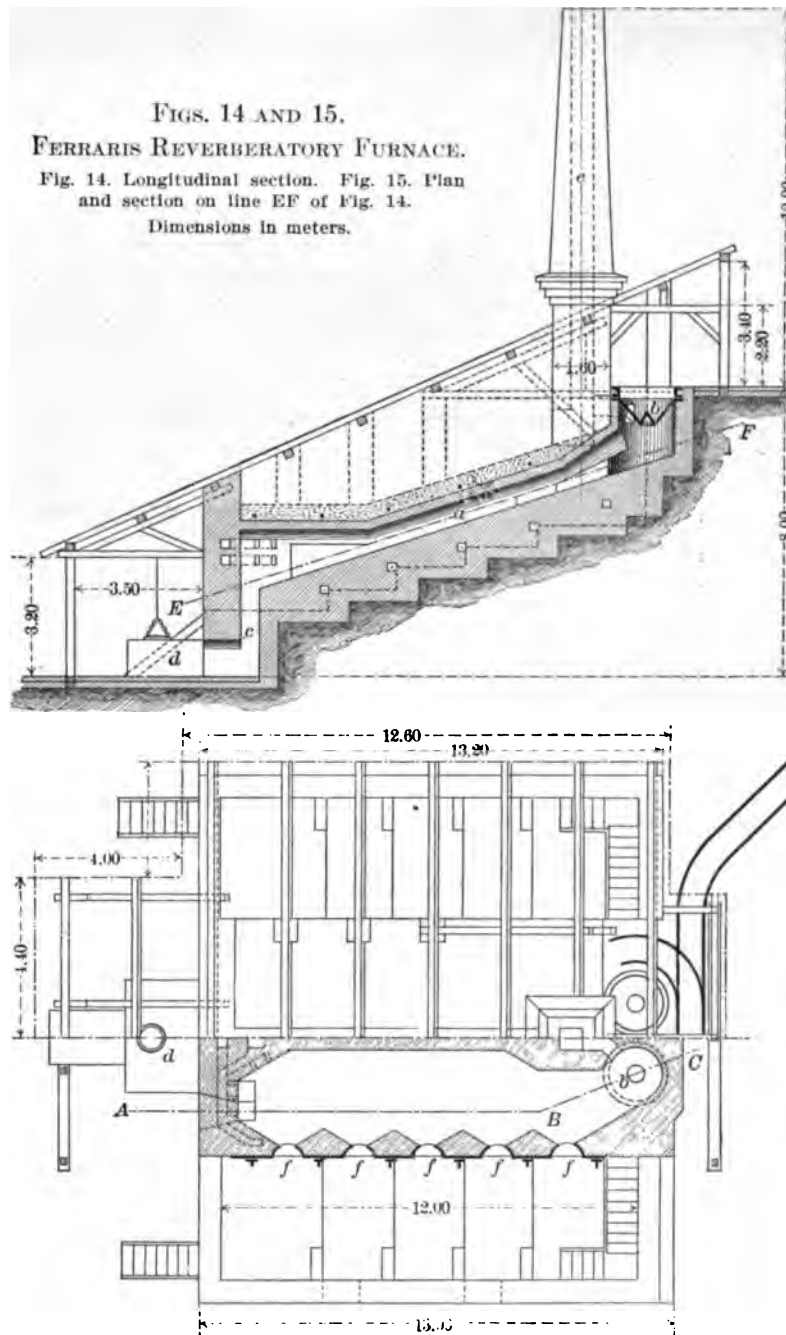 FIGS. 14 AND 15.
FERRARIS REVERBERATORY FURNACE.
Fig. 14. Longitudinal section. Fig. 15. Plan
and section on line EF of Fig. 14.
Dimensions in meters.
e
3.40
2.20
1.60
b
F
a
3.50
E
3.20
c
d
12.60
13.20
4.00
4.40
d
C
b
A
B
f f f f f
12.00